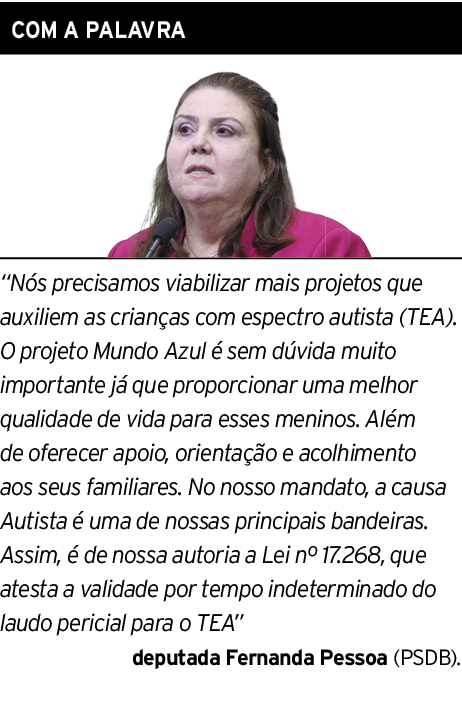 COM A PALAVRA
“Nós precisamos viabilizar mais projetos que
auxiliem as crianças com espectro autista (TEA).
O projeto Mundo Azul é sem dúvida muito
importante já que proporcionar uma melhor
qualidade de vida para esses meninos. Além
de oferecer apoio, orientação e acolhimento
aos seus familiares. No nosso mandato, a causa
Autista é uma de nossas principais bandeiras.
Assim, é de nossa autoria a Lei nº 17.268, que
atesta a validade por tempo indeterminado do
laudo pericial para o TEA”
deputada Fernanda Pessoa (PSDB).